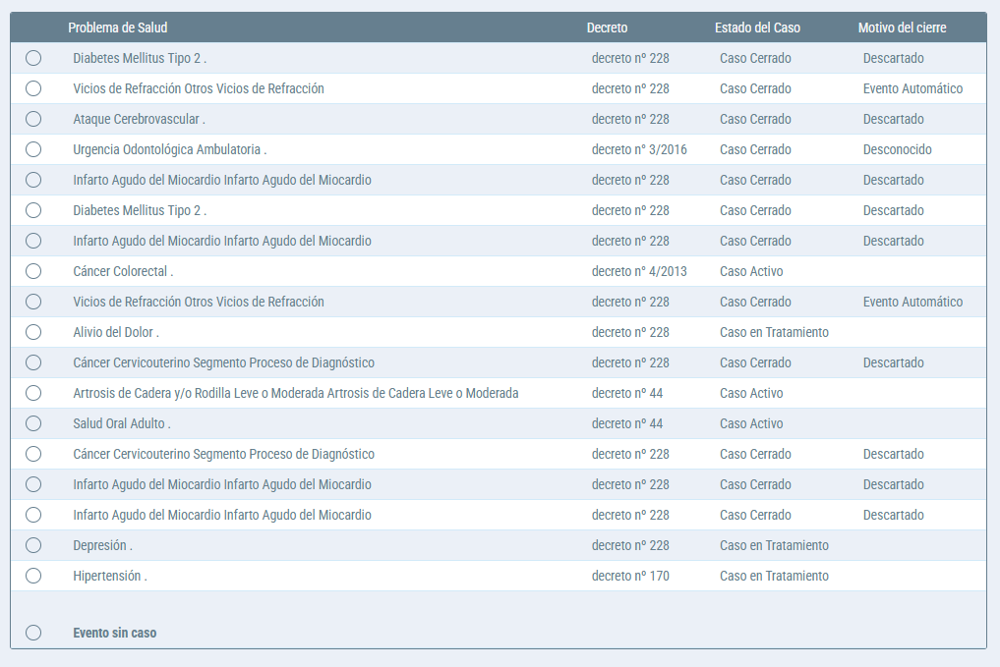 Problema de Salud Decreto Estado del Caso Motivo del cierre
Diabetes Mellitus Tipo 2 . decreto nº 228 Caso Cerrado Descartado
Vicios de Refracción Otros Vicios de Refracción decreto nº 228 Caso Cerrado Evento Automático
Ataque Cerebrovascular . decreto nº 228 Caso Cerrado Descartado
Urgencia Odontológica Ambulatoria . decreto n° 3/2016 Caso Cerrado Desconocido
Infarto Agudo del Miocardio Infarto Agudo del Miocardio decreto nº 228 Caso Cerrado Descartado
Diabetes Mellitus Tipo 2 . decreto nº 228 Caso Cerrado Descartado
Infarto Agudo del Miocardio Infarto Agudo del Miocardio decreto nº 228 Caso Cerrado Descartado
Cáncer Colorectal . decreto n° 4/2013 Caso Activo
Vicios de Refracción Otros Vicios de Refracción decreto nº 228 Caso Cerrado Evento Automático
Alivio del Dolor . decreto nº 228 Caso en Tratamiento
Cáncer Cervicouterino Segmento Proceso de Diagnóstico decreto nº 228 Caso Cerrado Descartado
Artrosis de Cadera y/o Rodilla Leve o Moderada Artrosis de Cadera Leve o Moderada decreto nº 44 Caso Activo
Salud Oral Adulto . decreto nº 44 Caso Activo
Cáncer Cervicouterino Segmento Proceso de Diagnóstico decreto nº 228 Caso Cerrado Descartado
Infarto Agudo del Miocardio Infarto Agudo del Miocardio decreto nº 228 Caso Cerrado Descartado
Infarto Agudo del Miocardio Infarto Agudo del Miocardio decreto nº 228 Caso Cerrado Descartado
Depresión . decreto nº 228 Caso en Tratamiento
Hipertensión . decreto nº 170 Caso en Tratamiento
Evento sin caso